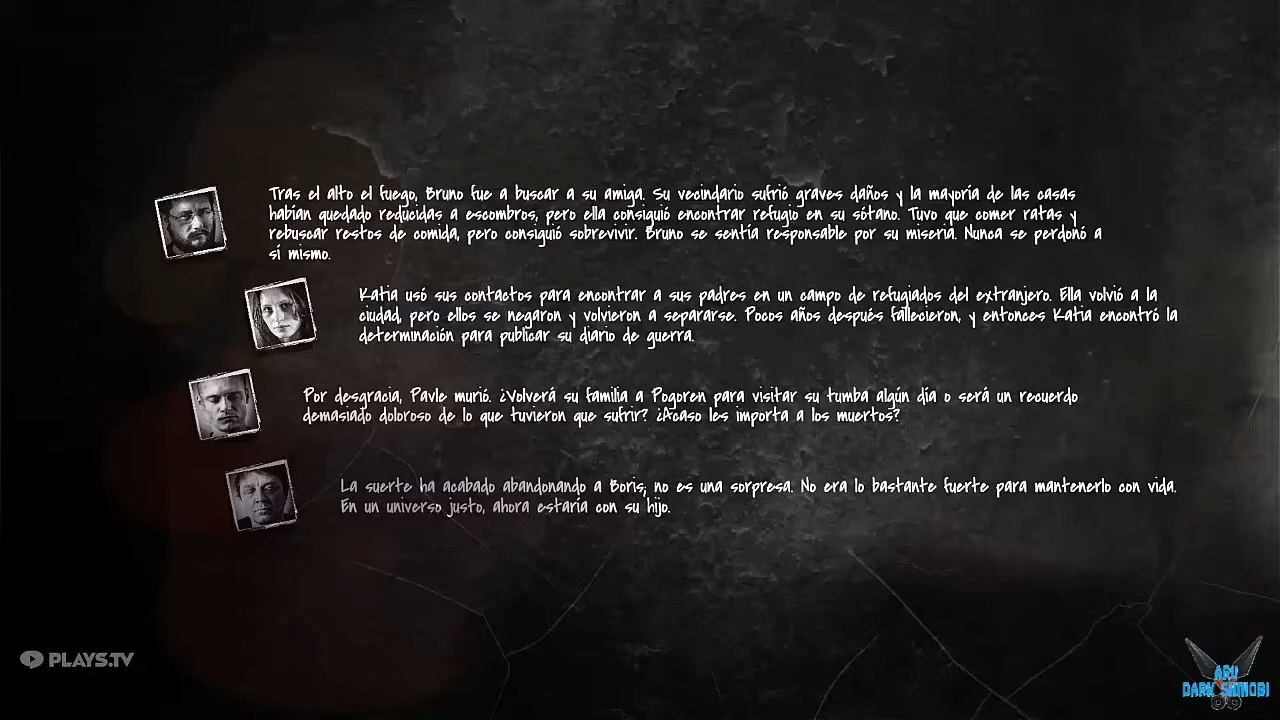 Tras el alto el fuego, Bruno fue a buscar a su amiga. Su vecindario sufrió graves daños y la mayoría de las casas
habían quedado reducidas a escombros, pero ella consiguió encontrar refugio en su sótano. Tuvo que comer ratas y
rebuscar restos de comida, pero consiguió sobrevivir. Bruno se sentía responsable por su miseria. Nunca se perdonó a
sí mismo.
Katia usó sus contactos para encontrar a sus padres en un campo de refugiados del extranjero. Ella volvió a la
ciudad, pero ellos se negaron y volvieron a separarse. Pocos años después fallecieron, y entonces Katia encontró la
determinación para publicar su diario de guerra.
Por desgracia, Pavle murió. ¿Volverá su familia a Pogoren para visitar su tumba algún día o será un recuerdo
demasiado doloroso de lo que tuvieron que sufrir? ¿Acaso les importa a los muertos?
La suerte ha acabado abandonando a Boris; no es una sorpresa. No era lo bastante fuerte para mantenerlo con vida.
En un universo justo, ahora estaría con su hijo.
PLAYS.TV
ARU
DARK SHINOBI